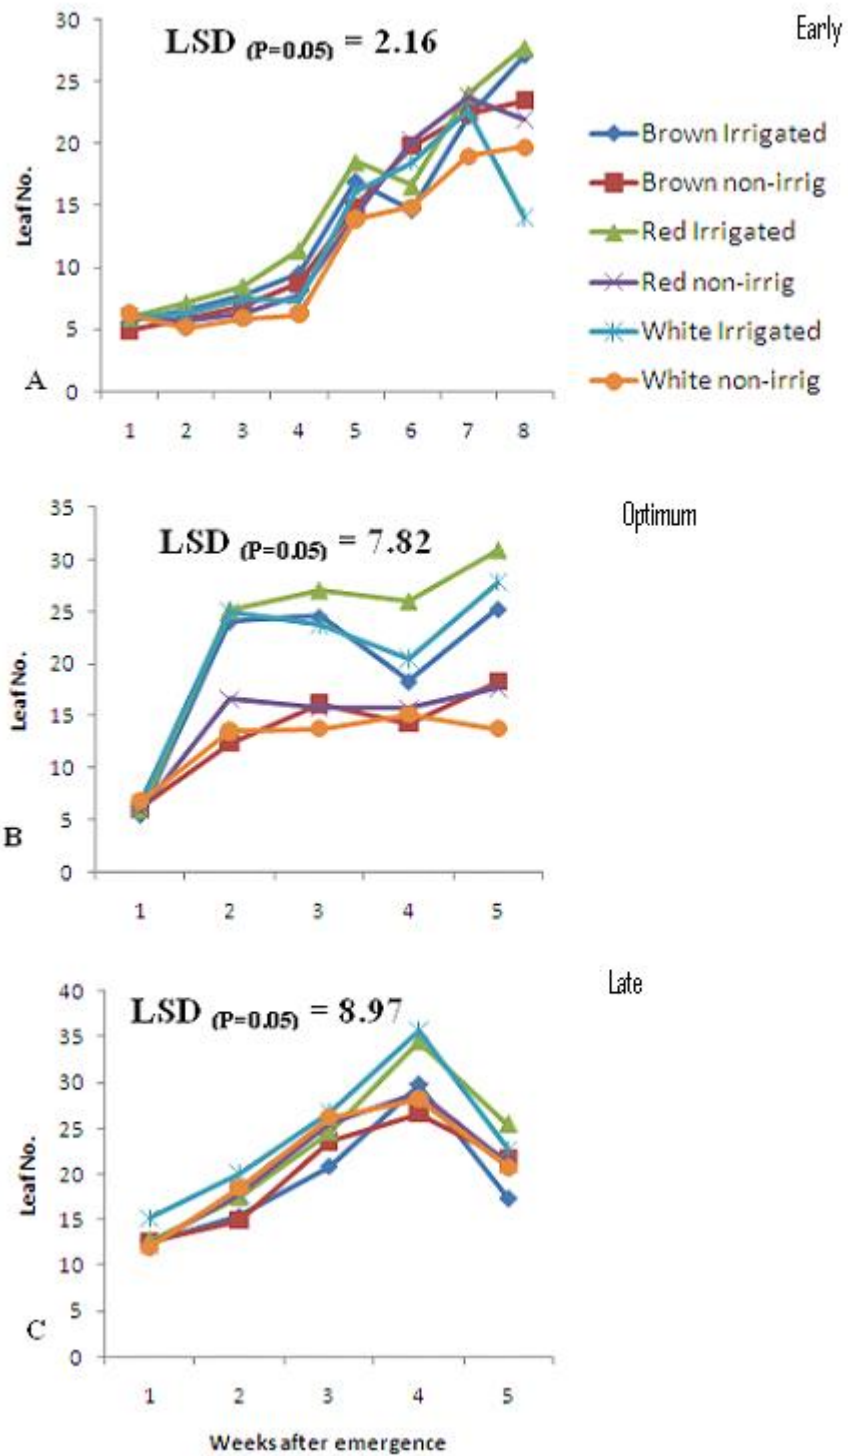 Early
LSD (P=0.05) = 2.16
30
25
20
15
10
5
0
Leaf No.
A
1 2 3 4 5 6 7 8
Brown Irrigated
Brown non-irrig
Red Irrigated
Red non-irrig
White Irrigated
White non-irrig
Optimum
LSD (P=0.05) = 7.82
35
30
25
20
15
10
5
0
Leaf No.
B
1 2 3 4 5
Late
LSD (P=0.05) = 8.97
40
35
30
25
20
15
10
5
0
Leaf No.
C
1 2 3 4 5
Weeks after emergence